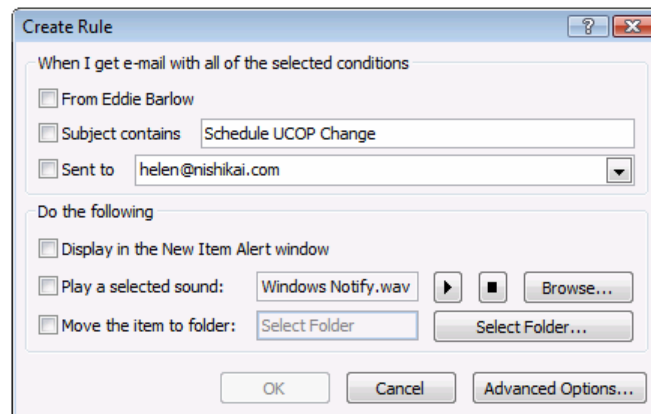 Create Rule
When I get e-mail with all of the selected conditions
From Eddie Barlow
Subject contains Schedule UCOP Change
Sent to helen@nishikai.com
Do the following
Display in the New Item Alert window
Play a selected sound: Windows Notify.wav Browse...
Move the item to folder: Select Folder Select Folder...
OK Cancel Advanced Options...